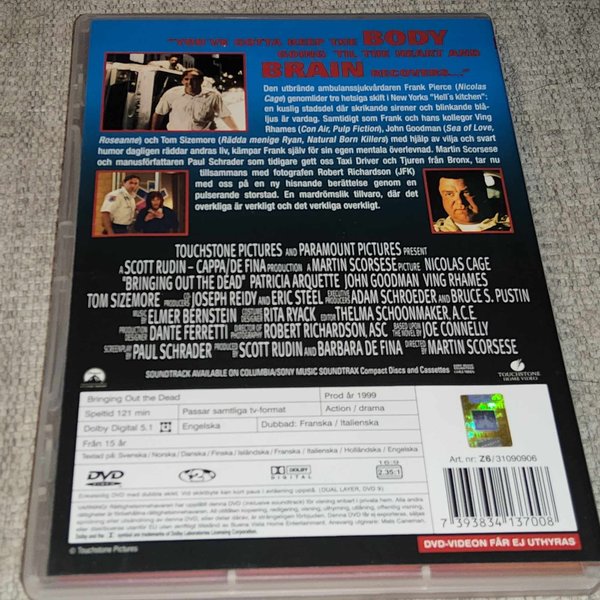 "YOU'VE GOTTA KEEP THE BODY
GOING 'TIL THE HEART AND
BRAIN RECOVERS..."
Den utbrände ambulanssjukvårdaren Frank Pierce (Nicolas
Cage) genomlider tre hetsiga skift i New Yorks "Hell's kitchen";
en kuslig stadsdel där skrikande sirener och blinkande blå-
ljus är vardag. Samtidigt som Frank och hans kollegor Ving
Rhames (Con Air, Pulp Fiction), John Goodman (Sea of Love,
Roseanne) och Tom Sizemore (Rädda menige Ryan, Natural Born Killers) med hjälp av vilja och svart
humor dagligen räddar andras liv, kämpar Frank själv för sin egen mentala överlevnad. Martin Scorsese
och manusförfattaren Paul Schrader som tidigare gett oss Taxi Driver och Tjuren från Bronx, tar nu
tillsammans med fotografen Robert Richardson (JFK)
med oss på en ny hisnande berättelse genom en
pulserande storstad. En mardrömslik tillvaro, där det
overkliga är verkligt och det verkliga overkligt.
TOUCHSTONE PICTURES AND PARAMOUNT PICTURES PRESENT
A SCOTT RUDIN - CAPPA/DE FINA PRODUCTION A MARTIN SCORSESE PICTURE NICOLAS CAGE
"BRINGING OUT THE DEAD" PATRICIA ARQUETTE JOHN GOODMAN VING RHAMES
TOM SIZEMORE CO-PRODUCED BY JOSEPH REIDY AND ERIC STEEL EXECUTIVE PRODUCERS ADAM SCHROEDER AND BRUCE S. PUSTIN
MUSIC BY ELMER BERNSTEIN COSTUME DESIGNER RITA RYACK EDITOR THELMA SCHOONMAKER, A.C.E.
PRODUCTION DESIGNER DANTE FERRETTI DIRECTOR OF PHOTOGRAPHY ROBERT RICHARDSON, ASC BASED UPON THE NOVEL BY JOE CONNELLY
SCREENPLAY BY PAUL SCHRADER PRODUCED BY SCOTT RUDIN AND BARBARA DE FINA DIRECTED BY MARTIN SCORSESE
SOUNDTRACK AVAILABLE ON COLUMBIA/SONY MUSIC SOUNDTRAX Compact Discs and Cassettes
TOUCHSTONE
HOME VIDEO
Bringing Out the Dead Prod år 1999
Speltid 121 min Passar samtliga tv-format Action / drama
Dolby Digital 5.1 Engelska Dubbad: Franska / Italienska
Från 15 år
Textad på Svenska / Norska / Danska / Finska / Isländska / Franska / Italienska / Holländska / Engelska
Art. nr: Z6/31090906
DVD
VIDEO
DOLBY
DIGITAL
16:9
2.35:1
7 393834 137008
© Touchstone Pictures
DVD-VIDEON FÅR EJ UTHYRAS